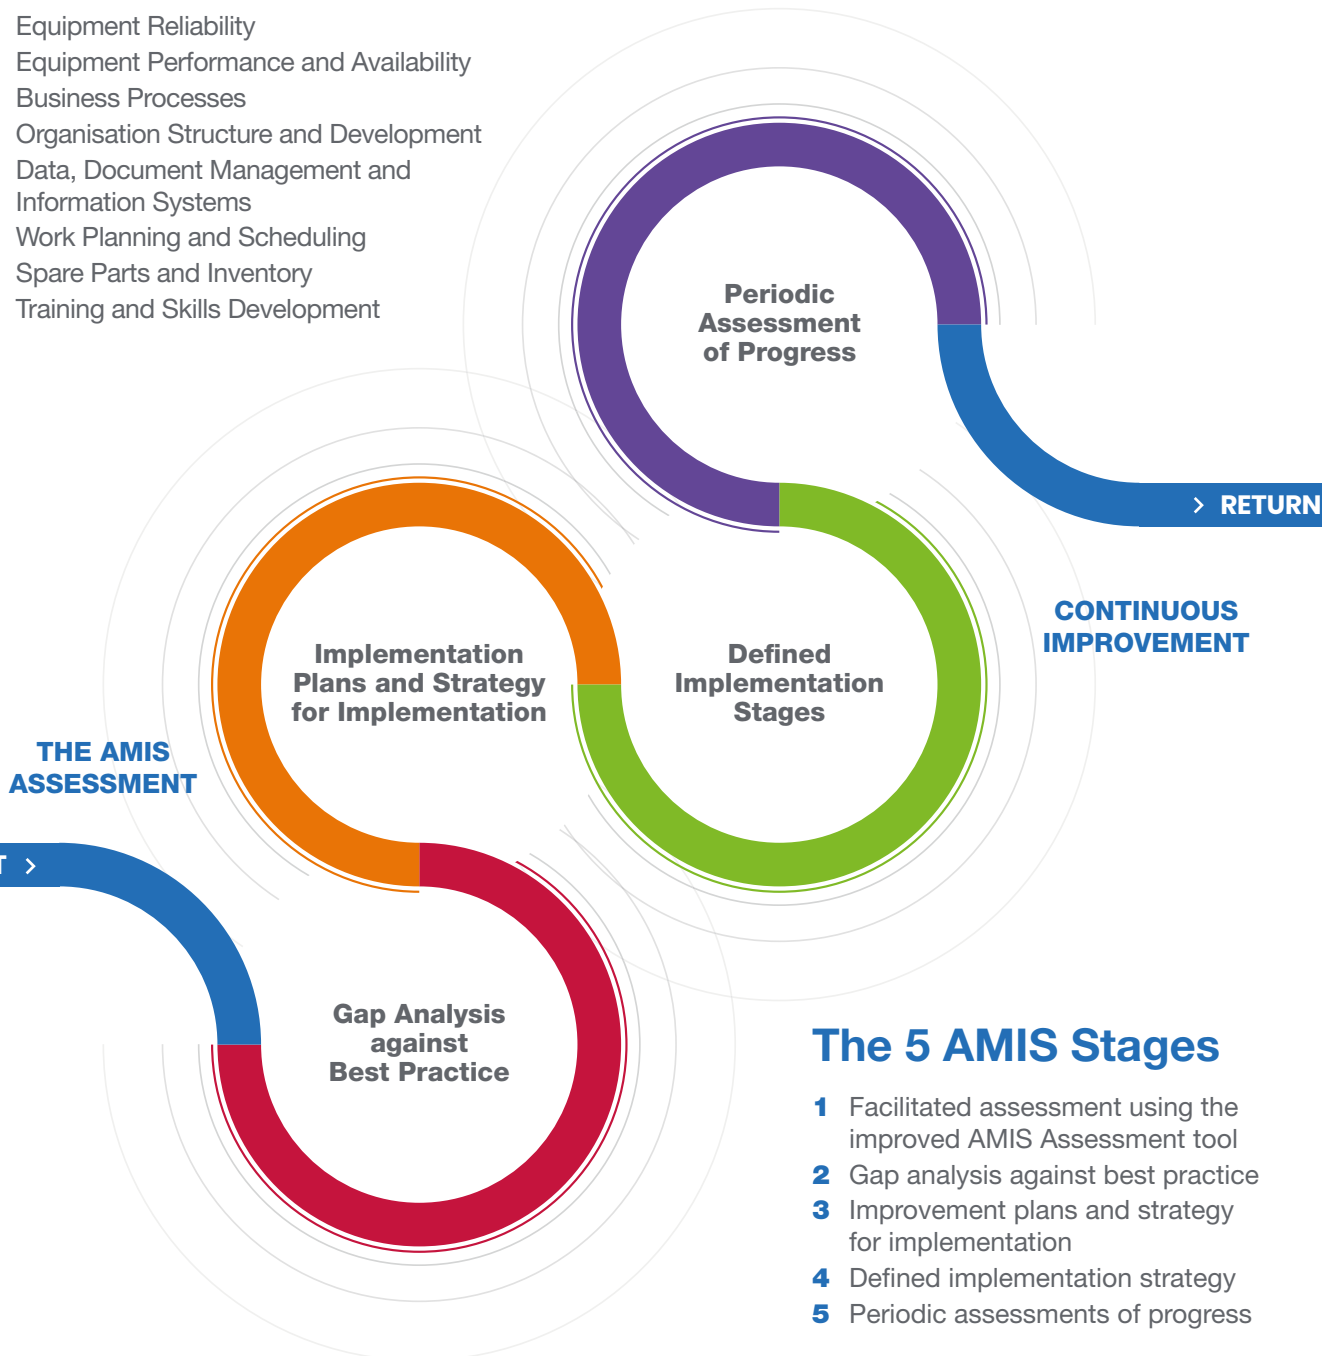 Equipment Reliability
Equipment Performance and Availability
Business Processes
Organisation Structure and Development
Data, Document Management and
Information Systems
Work Planning and Scheduling
Spare Parts and Inventory
Training and Skills Development
Periodic
Assessment
of Progress
> RETURN
CONTINUOUS
IMPROVEMENT
Implementation
Plans and Strategy
for Implementation
Defined
Implementation
Stages
THE AMIS
ASSESSMENT
T >
Gap Analysis
against
Best Practice
The 5 AMIS Stages
1 Facilitated assessment using the
improved AMIS Assessment tool
2 Gap analysis against best practice
3 Improvement plans and strategy
for implementation
4 Defined implementation strategy
5 Periodic assessments of progress